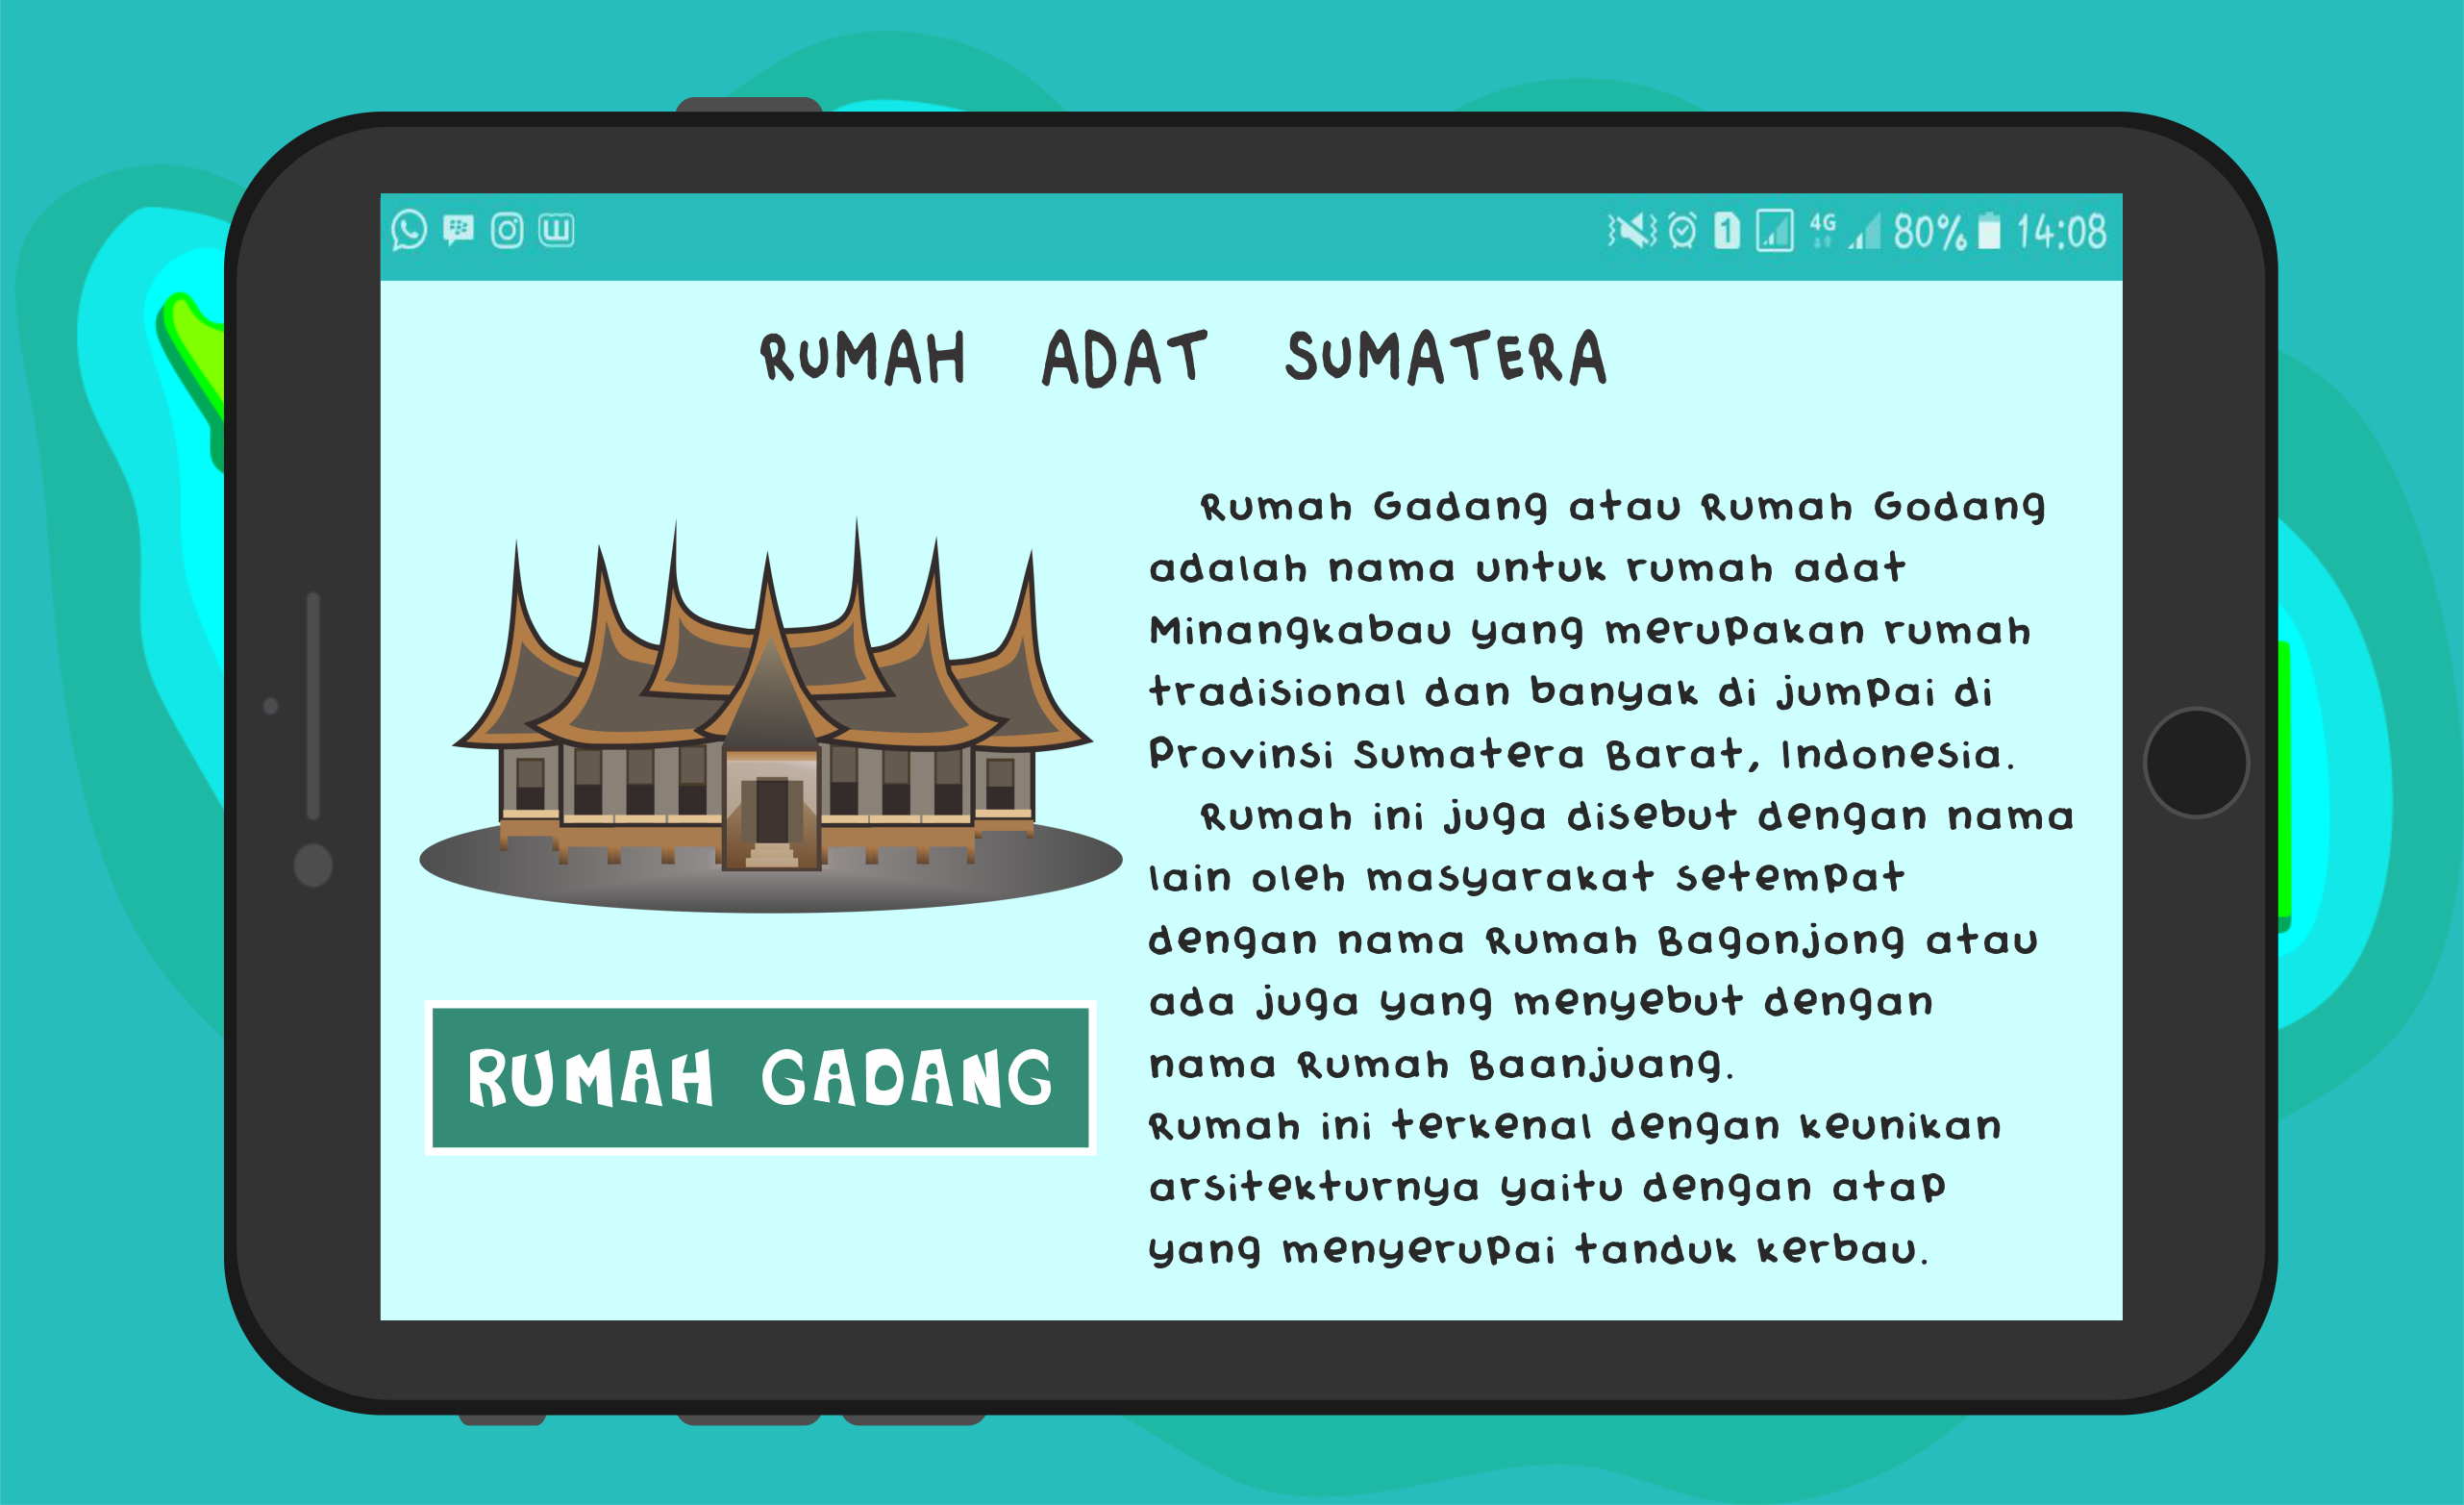 4G 80% 14:08
1
RUMAH ADAT SUMATERA
Rumah Gadang atau Rumah Godang
adalah nama untuk rumah adat
Minangkabau yang merupakan rumah
tradisional dan banyak di jumpai di
Provinsi Sumatera Barat, Indonesia.
Rumah ini juga disebut dengan nama
lain oleh masyarakat setempat
dengan nama Rumah Bagonjong atau
ada juga yang menyebut dengan
nama Rumah Baanjuang.
Rumah ini terkenal dengan keunikan
arsitekturnya yaitu dengan atap
yang menyerupai tanduk kerbau.
RUMAH GADANG